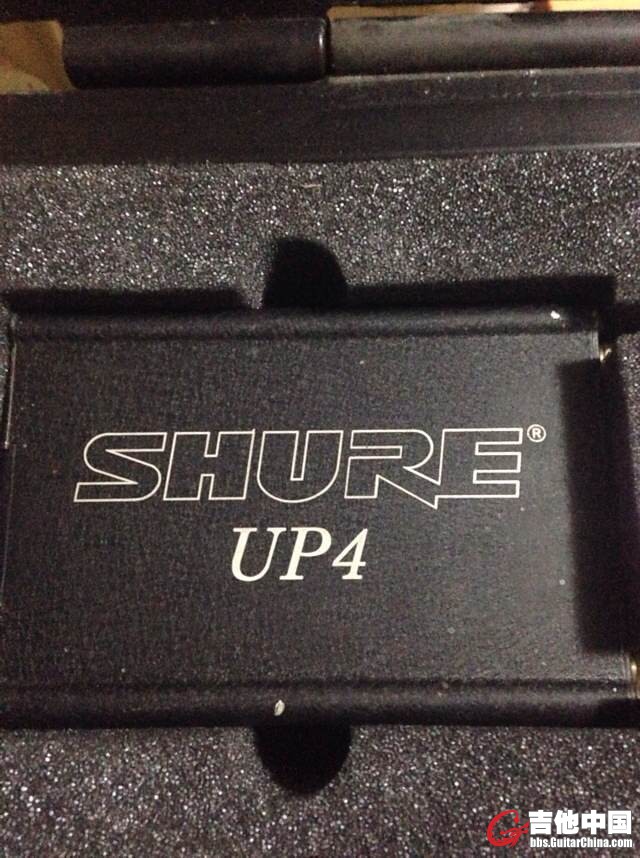 SHURE®
UP4
吉他中国
bbs.GuitarChina.com